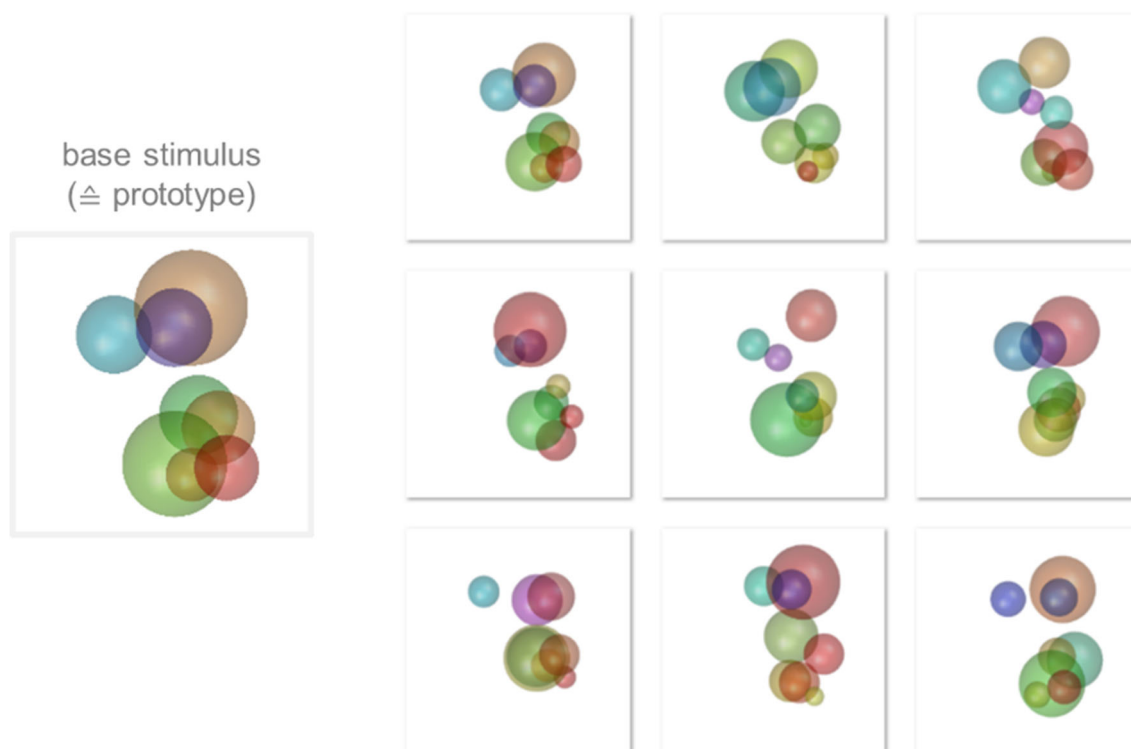 base stimulus
(≙ prototype)